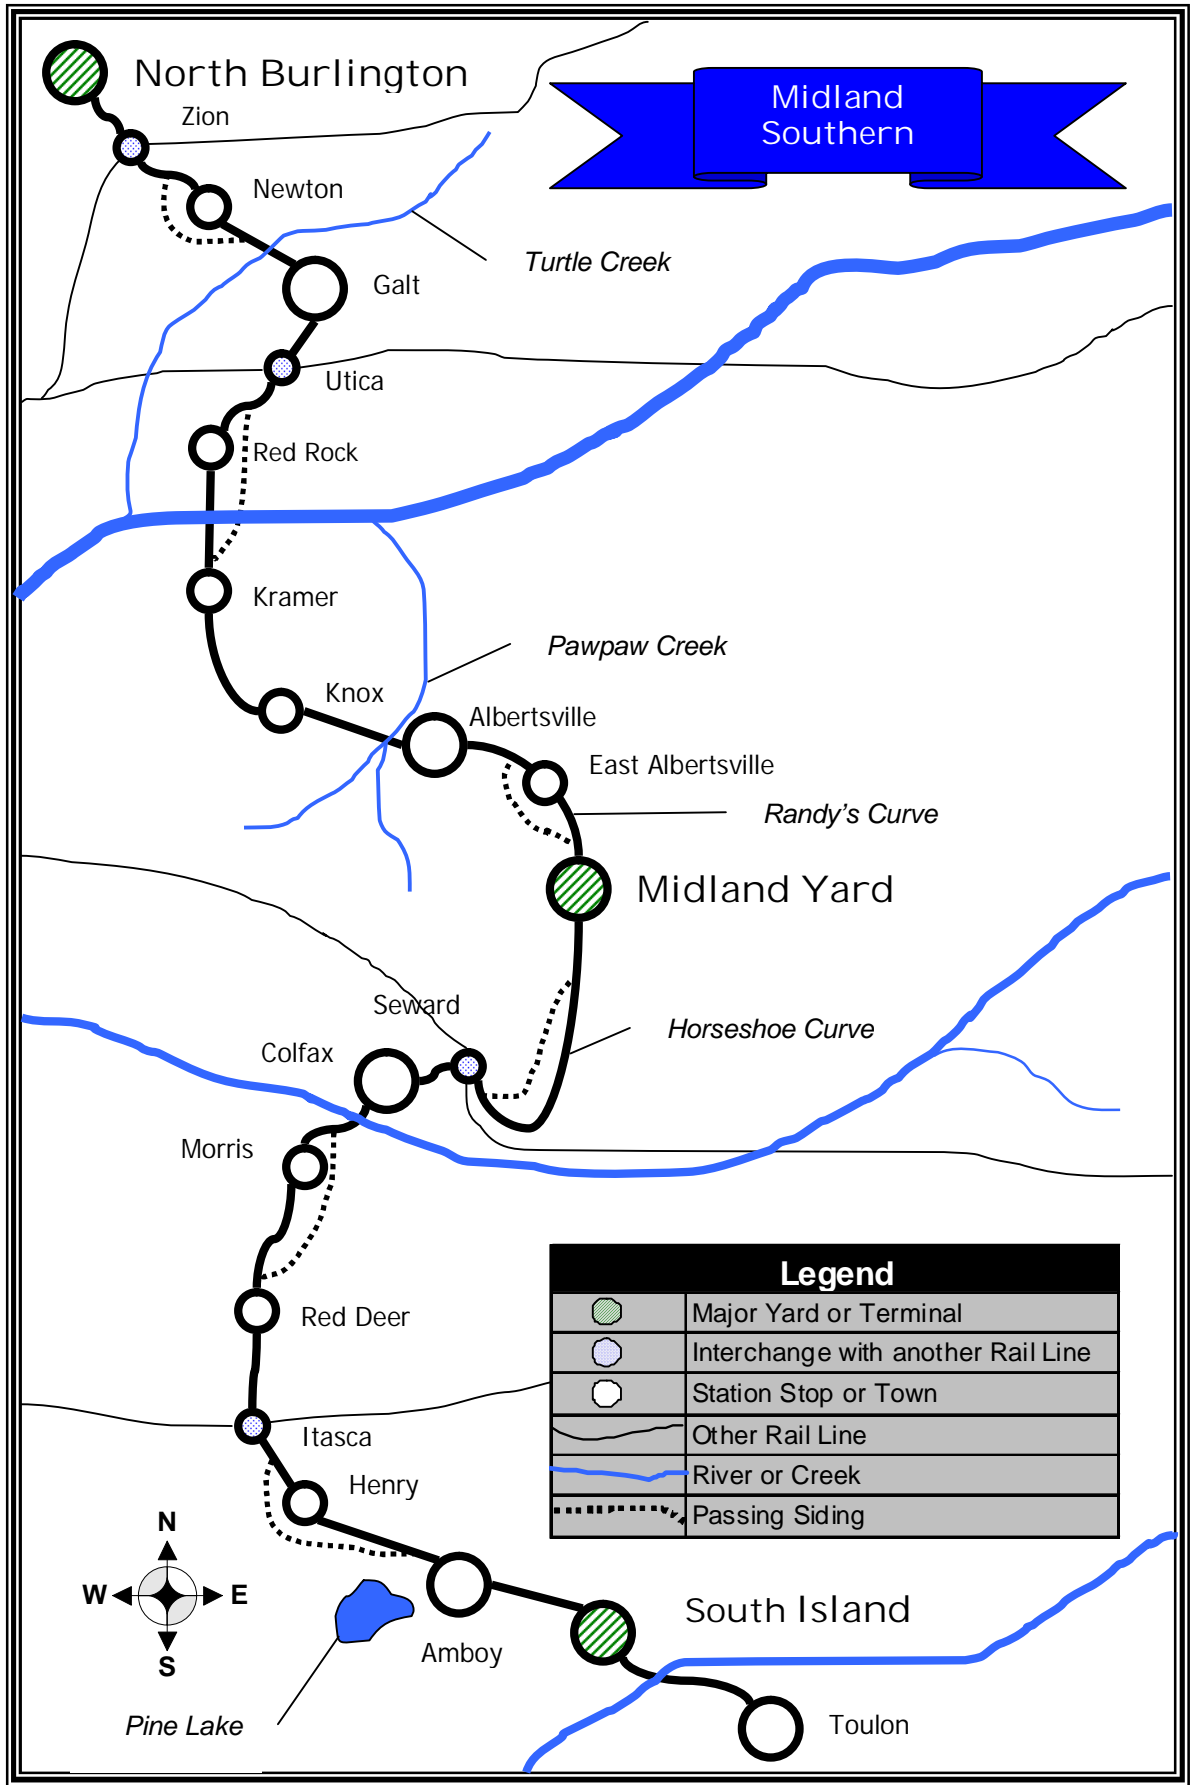 North Burlington
Midland
Southern
Zion
Newton
Turtle Creek
Galt
Utica
Red Rock
Kramer
Pawpaw Creek
Knox
Albertsville
East Albertsville
Randy's Curve
Midland Yard
Seward
Horseshoe Curve
Colfax
Morris
Legend
Major Yard or Terminal
Interchange with another Rail Line
Station Stop or Town
Other Rail Line
River or Creek
Passing Siding
Red Deer
Itasca
Henry
N
W
E
S
South Island
Amboy
Pine Lake
Toulon